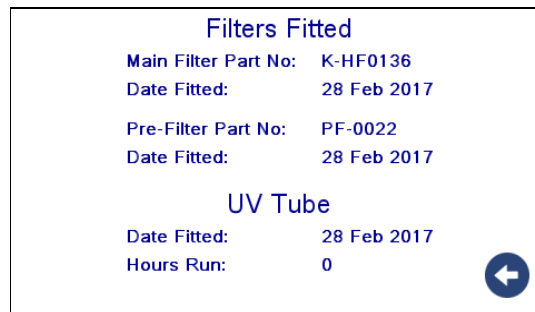 Filters Fitted
Main Filter Part No: K-HF0136
Date Fitted: 28 Feb 2017
Pre-Filter Part No: PF-0022
Date Fitted: 28 Feb 2017
UV Tube
Date Fitted: 28 Feb 2017
Hours Run: 0